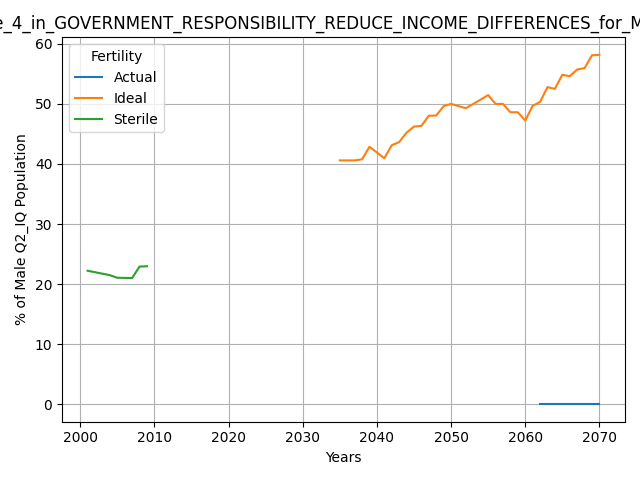 e_4_in_GOVERNMENT_RESPONSIBILITY_REDUCE_INCOME_DIFFERENCES_for_M
Fertility
Actual
Ideal
Sterile
% of Male Q2_IQ Population
60
50
40
30
20
10
0
2000 2010 2020 2030 2040 2050 2060 2070
Years